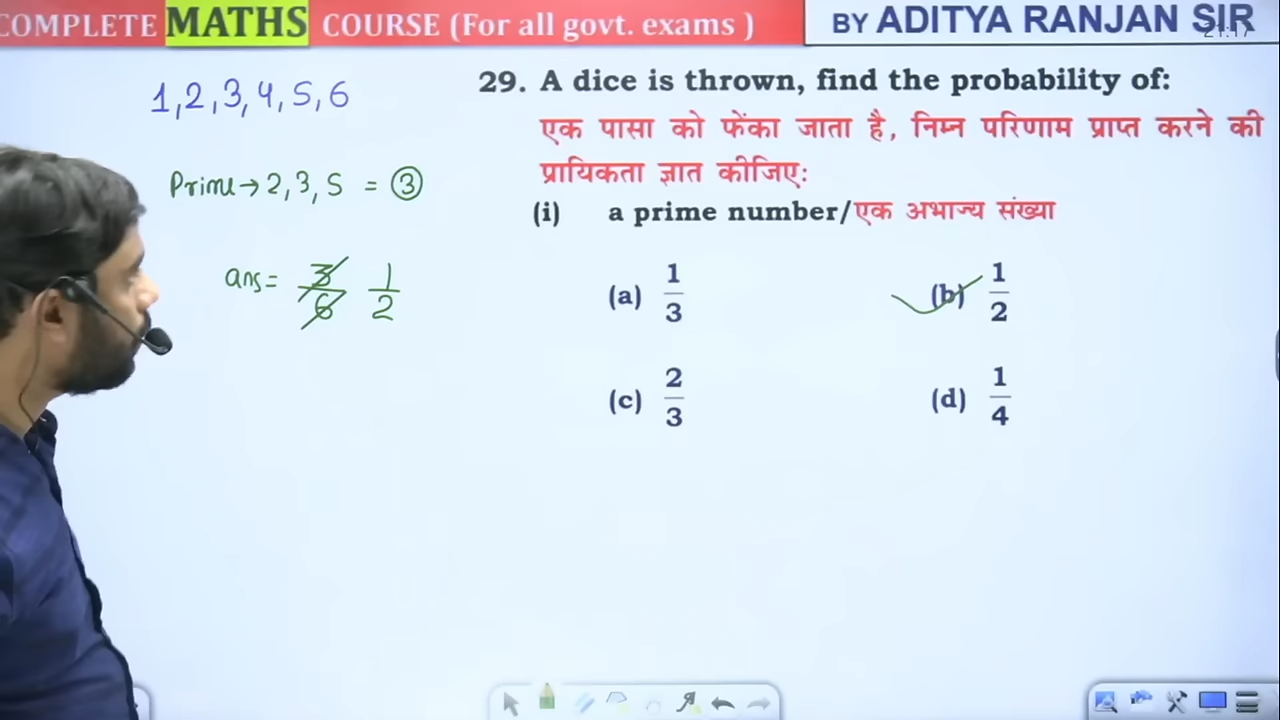 COMPLETE MATHS COURSE (For all govt. exams )
BY ADITYA RANJAN SIR
21:17
1,2,3,4,5,6
Prime→2,3,5 = 3
ans= 3/6 1/2
29. A dice is thrown, find the probability of:
एक पासा को फेंका जाता है, निम्न परिणाम प्राप्त करने की
प्रायिकता ज्ञात कीजिए:
(i) a prime number/एक अभाज्य संख्या
(a) 1/3 (b) 1/2
(c) 2/3 (d) 1/4